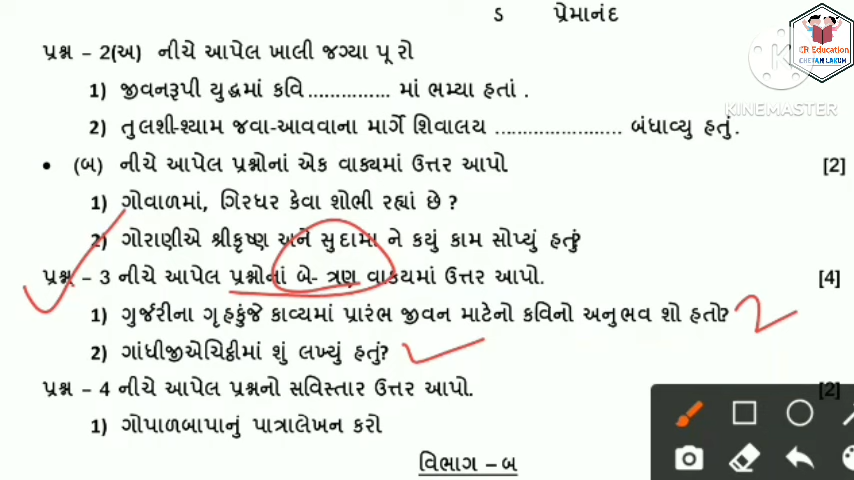 ડ પ્રેમાનંદ
CR Education
CHETAN LAKUM
KINEMASTER
પ્રશ્ન – 2(અ) નીચે આપેલ ખાલી જગ્યા પૂ રો
1) જીવનરૂપી યુદ્ધમાં કવિ............... માં ભમ્યા હતાં .
2) તુલશી-શ્યામ જવા-આવવાના માર્ગે શિવાલય ....................... બંધાવ્યુ હતું.
• (બ) નીચે આપેલ પ્રશ્નોનાં એક વાક્યમાં ઉત્તર આપો [2]
1) ગોવાળમાં, ગિરધર કેવા શોભી રહ્યાં છે ?
2) ગોરાણીએ શ્રીકૃષ્ણ અને સુદામા ને કયું કામ સોપ્યું હતું?
પ્રશ્ન – 3 નીચે આપેલ પ્રશ્નોનાં બે- ત્રણ વાક્યમાં ઉત્તર આપો. [4]
1) ગુર્જરીના ગૃહકુંજે કાવ્યમાં પ્રારંભ જીવન માટેનો કવિનો અનુભવ શો હતો? 2
2) ગાંધીજીએચિઠ્ઠીમાં શું લખ્યું હતું?
પ્રશ્ન – 4 નીચે આપેલ પ્રશ્નનો સવિસ્તાર ઉત્તર આપો. [2]
1) ગોપાળબાપાનું પાત્રાલેખન કરો
વિભાગ – બ